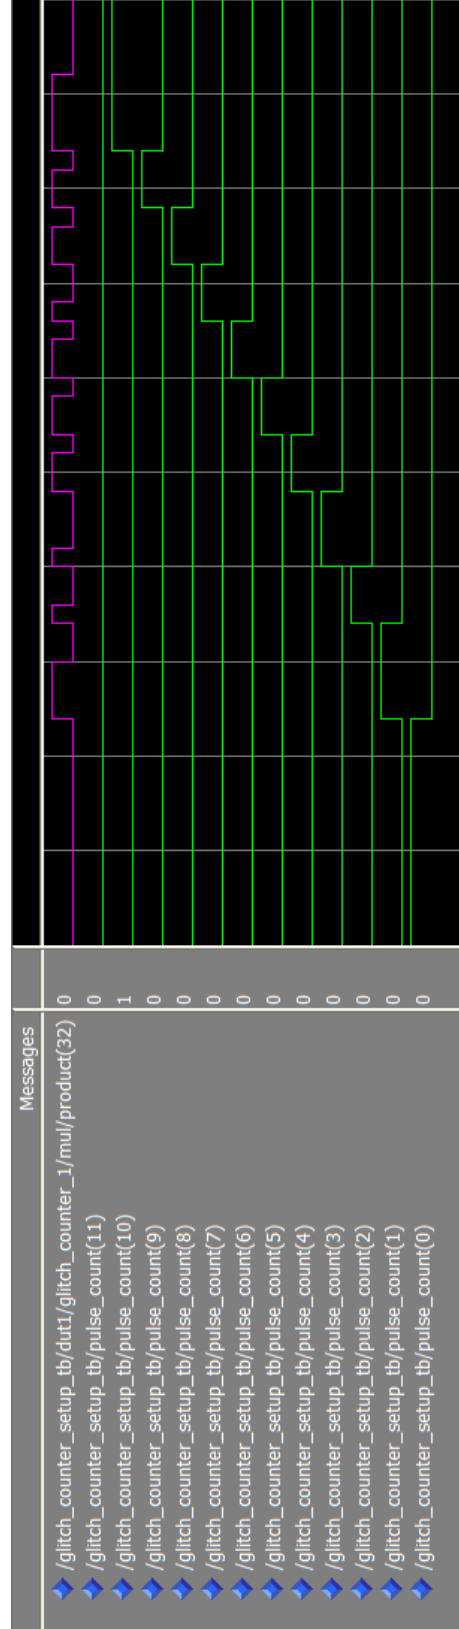 Messages
/glitch_counter_setup_tb/dut1/glitch_counter_1/mul/product(32) 0
/glitch_counter_setup_tb/pulse_count(11) 0
/glitch_counter_setup_tb/pulse_count(10) 1
/glitch_counter_setup_tb/pulse_count(9) 0
/glitch_counter_setup_tb/pulse_count(8) 0
/glitch_counter_setup_tb/pulse_count(7) 0
/glitch_counter_setup_tb/pulse_count(6) 0
/glitch_counter_setup_tb/pulse_count(5) 0
/glitch_counter_setup_tb/pulse_count(4) 0
/glitch_counter_setup_tb/pulse_count(3) 0
/glitch_counter_setup_tb/pulse_count(2) 0
/glitch_counter_setup_tb/pulse_count(1) 0
/glitch_counter_setup_tb/pulse_count(0) 0